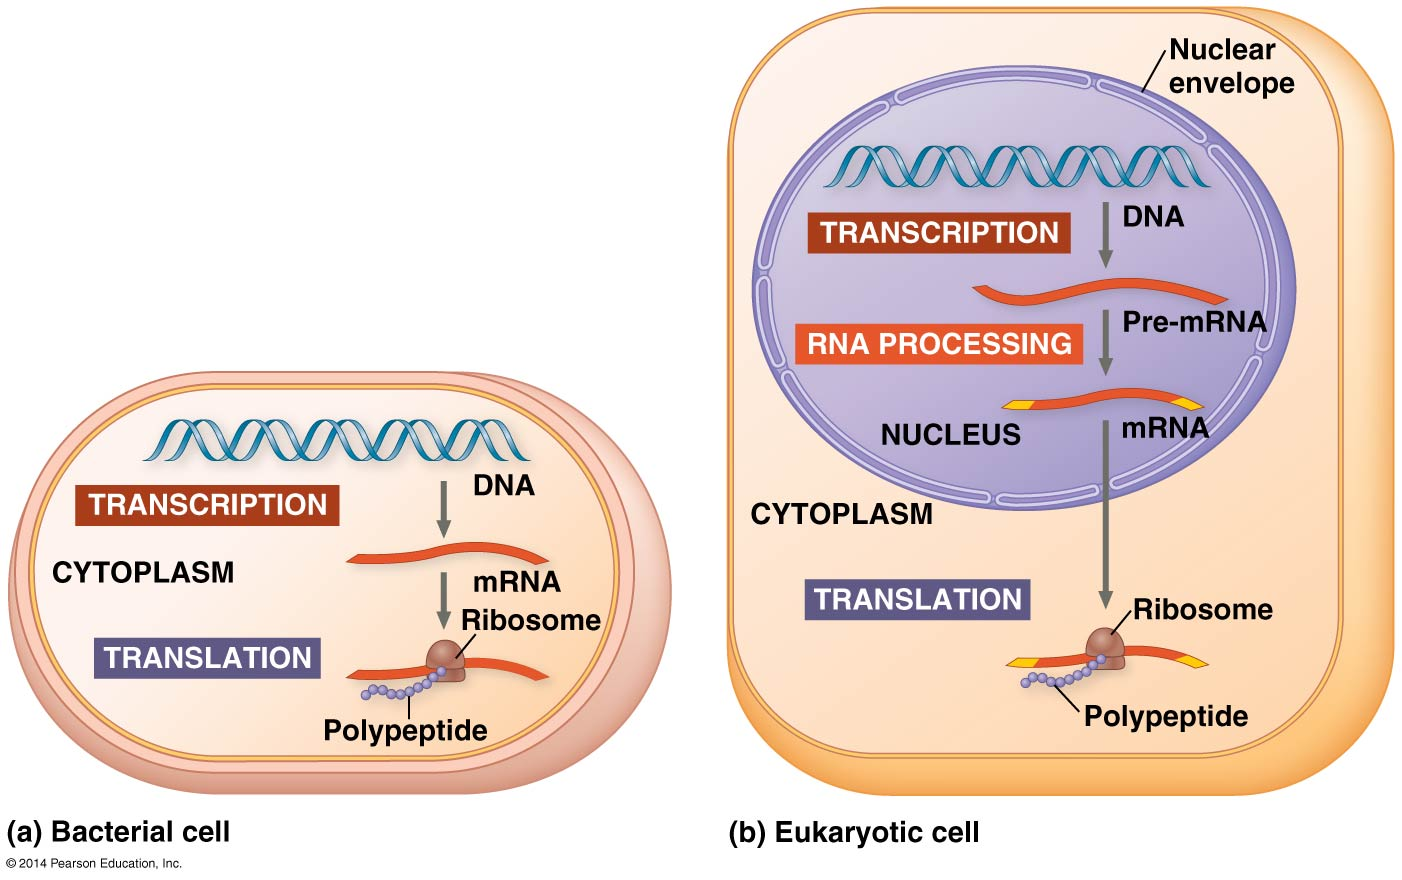 DNA
TRANSCRIPTION
CYTOPLASM
mRNA
Ribosome
TRANSLATION
Polypeptide
(a) Bacterial cell
© 2014 Pearson Education, Inc.
Nuclear
envelope
DNA
TRANSCRIPTION
Pre-mRNA
RNA PROCESSING
mRNA
NUCLEUS
CYTOPLASM
TRANSLATION
Ribosome
Polypeptide
(b) Eukaryotic cell